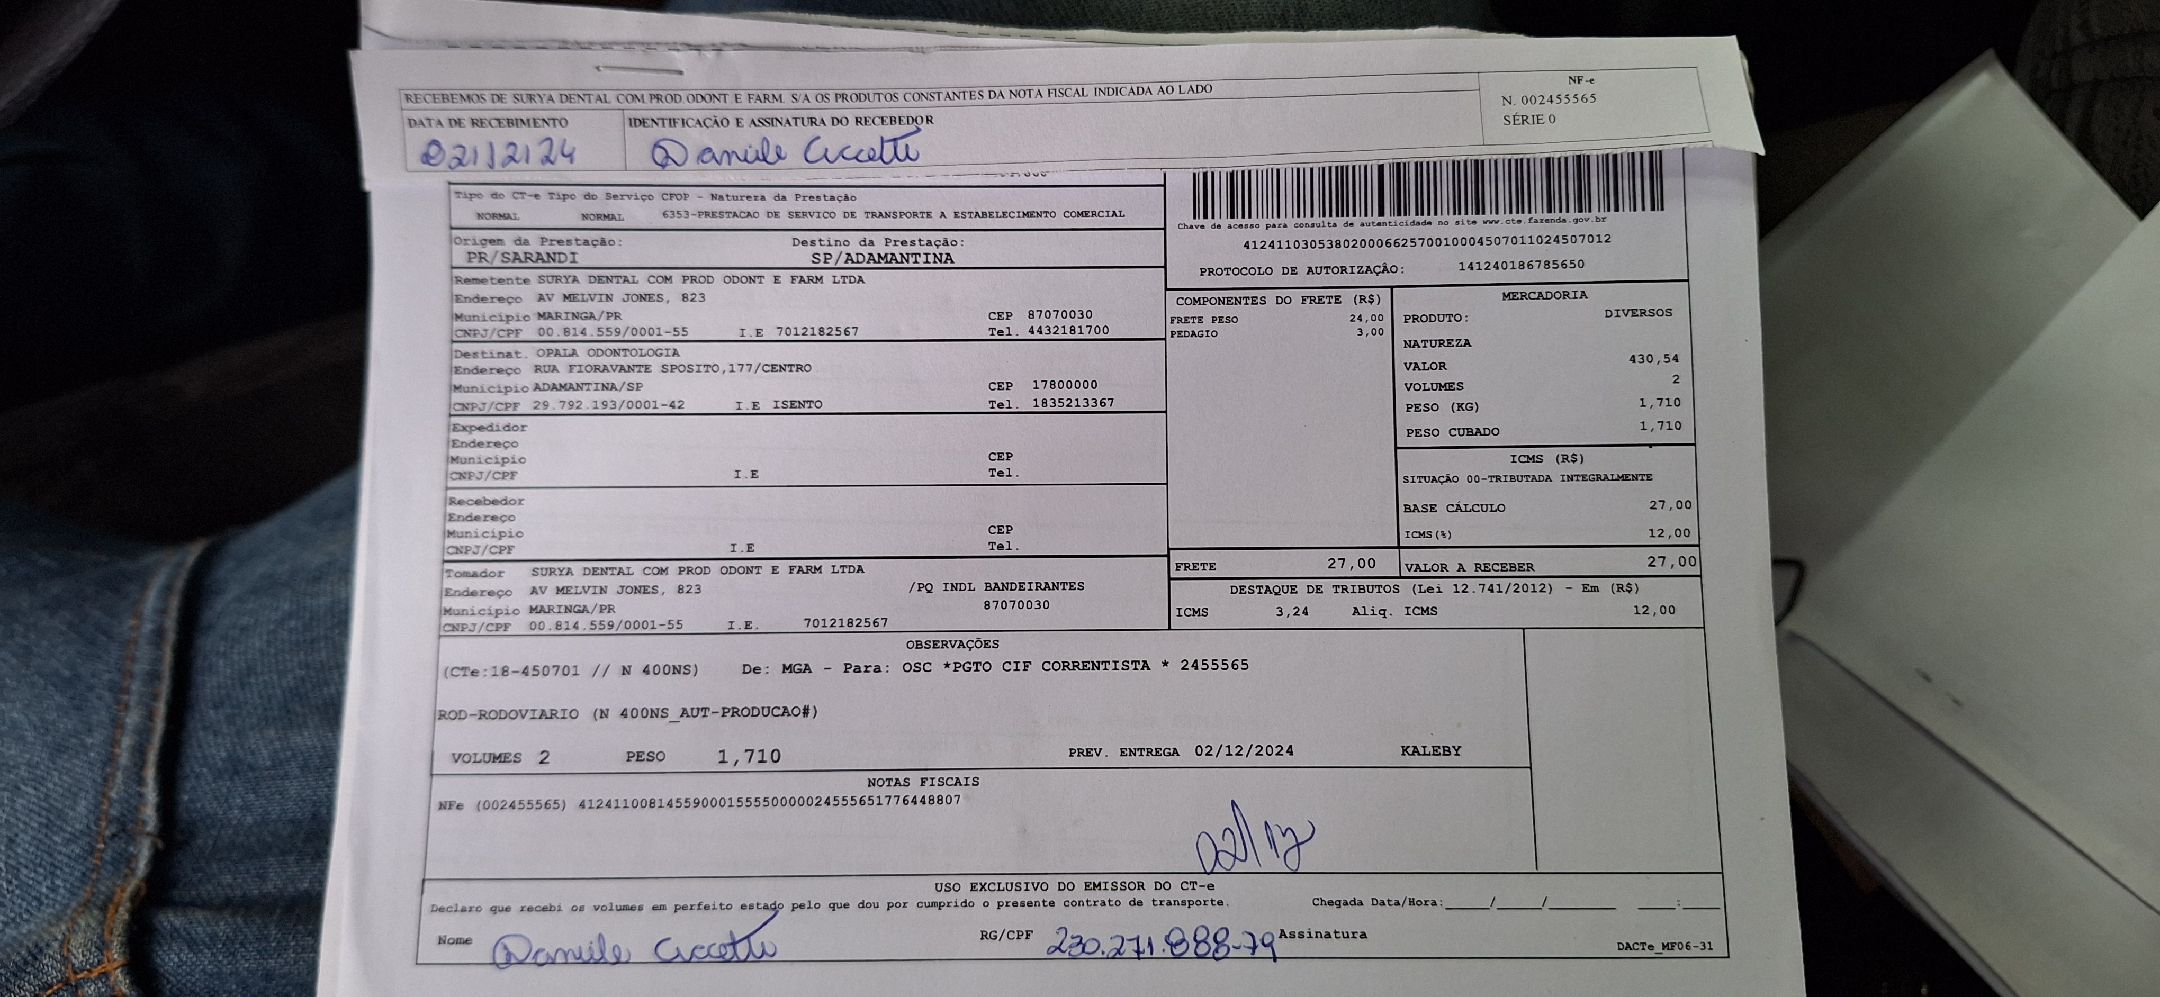 RECEBEMOS DE SURYA DENTAL COM PROD ODONT E FARM. S/A OS PRODUTOS CONSTANTES DA NOTA FISCAL INDICADA AO LADO
NF-e
N. 002455565
SÉRIE 0
DATA DE RECEBIMENTO IDENTIFICAÇÃO E ASSINATURA DO RECEBEDOR
Daniele Ciccetti
Tipo do CT-e Tipo do Serviço CFOP - Natureza da Prestação
NORMAL NORMAL 6353-PRESTACAO DE SERVICO DE TRANSPORTE A ESTABELECIMENTO COMERCIAL
Chave de acesso para consulta de autenticidade no site www.cte.fazenda.gov.br
41241103053802000662570010004507011024507012
PROTOCOLO DE AUTORIZAÇÃO: 141240186785650
Origem da Prestação: Destino da Prestação:
PR/SARANDI SP/ADAMANTINA
Remetente SURYA DENTAL COM PROD ODONT E FARM LTDA
Endereço AV MELVIN JONES, 823
Município MARINGA/PR CEP 87070030
CNPJ/CPF 00.814.559/0001-55 I.E 7012182567 Tel. 4432181700
Destinat. OPALA ODONTOLOGIA
Endereço RUA FIORAVANTE SPOSITO,177/CENTRO
Município ADAMANTINA/SP CEP 17800000
CNPJ/CPF 29.792.193/0001-42 I.E ISENTO Tel. 1835213367
Expedidor
Endereço
Município CEP
CNPJ/CPF I.E Tel.
Recebedor
Endereço
Município CEP
CNPJ/CPF I.E Tel.
Tomador SURYA DENTAL COM PROD ODONT E FARM LTDA
Endereço AV MELVIN JONES, 823 /PQ INDL BANDEIRANTES
Município MARINGA/PR 87070030
CNPJ/CPF 00.814.559/0001-55 I.E. 7012182567
COMPONENTES DO FRETE (R$)
FRETE PESO 24,00
PEDAGIO 3,00
MERCADORIA
PRODUTO: DIVERSOS
NATUREZA
VALOR 430,54
VOLUMES 2
PESO (KG) 1,710
PESO CUBADO 1,710
ICMS (R$)
SITUAÇÃO 00-TRIBUTADA INTEGRALMENTE
BASE CÁLCULO 27,00
ICMS(%) 12,00
FRETE 27,00 VALOR A RECEBER 27,00
DESTAQUE DE TRIBUTOS (Lei 12.741/2012) - Em (R$)
ICMS 3,24 Aliq. ICMS 12,00
OBSERVAÇÕES
(CTe:18-450701 // N 400NS) De: MGA - Para: OSC *PGTO CIF CORRENTISTA * 2455565
ROD-RODOVIARIO (N 400NS_AUT-PRODUCAO#)
VOLUMES 2 PESO 1,710 PREV. ENTREGA 02/12/2024 KALEBY
NOTAS FISCAIS
NFe (002455565) 41241100814559000155550000024555651776448807
02/12
USO EXCLUSIVO DO EMISSOR DO CT-e
Declaro que recebi os volumes em perfeito estado pelo que dou por cumprido o presente contrato de transporte. Chegada Data/Hora:_____/_____/_______ ____:____
Nome Daniele Ciccetti RG/CPF 230.271.888-79 Assinatura
DACTe_MF06-31